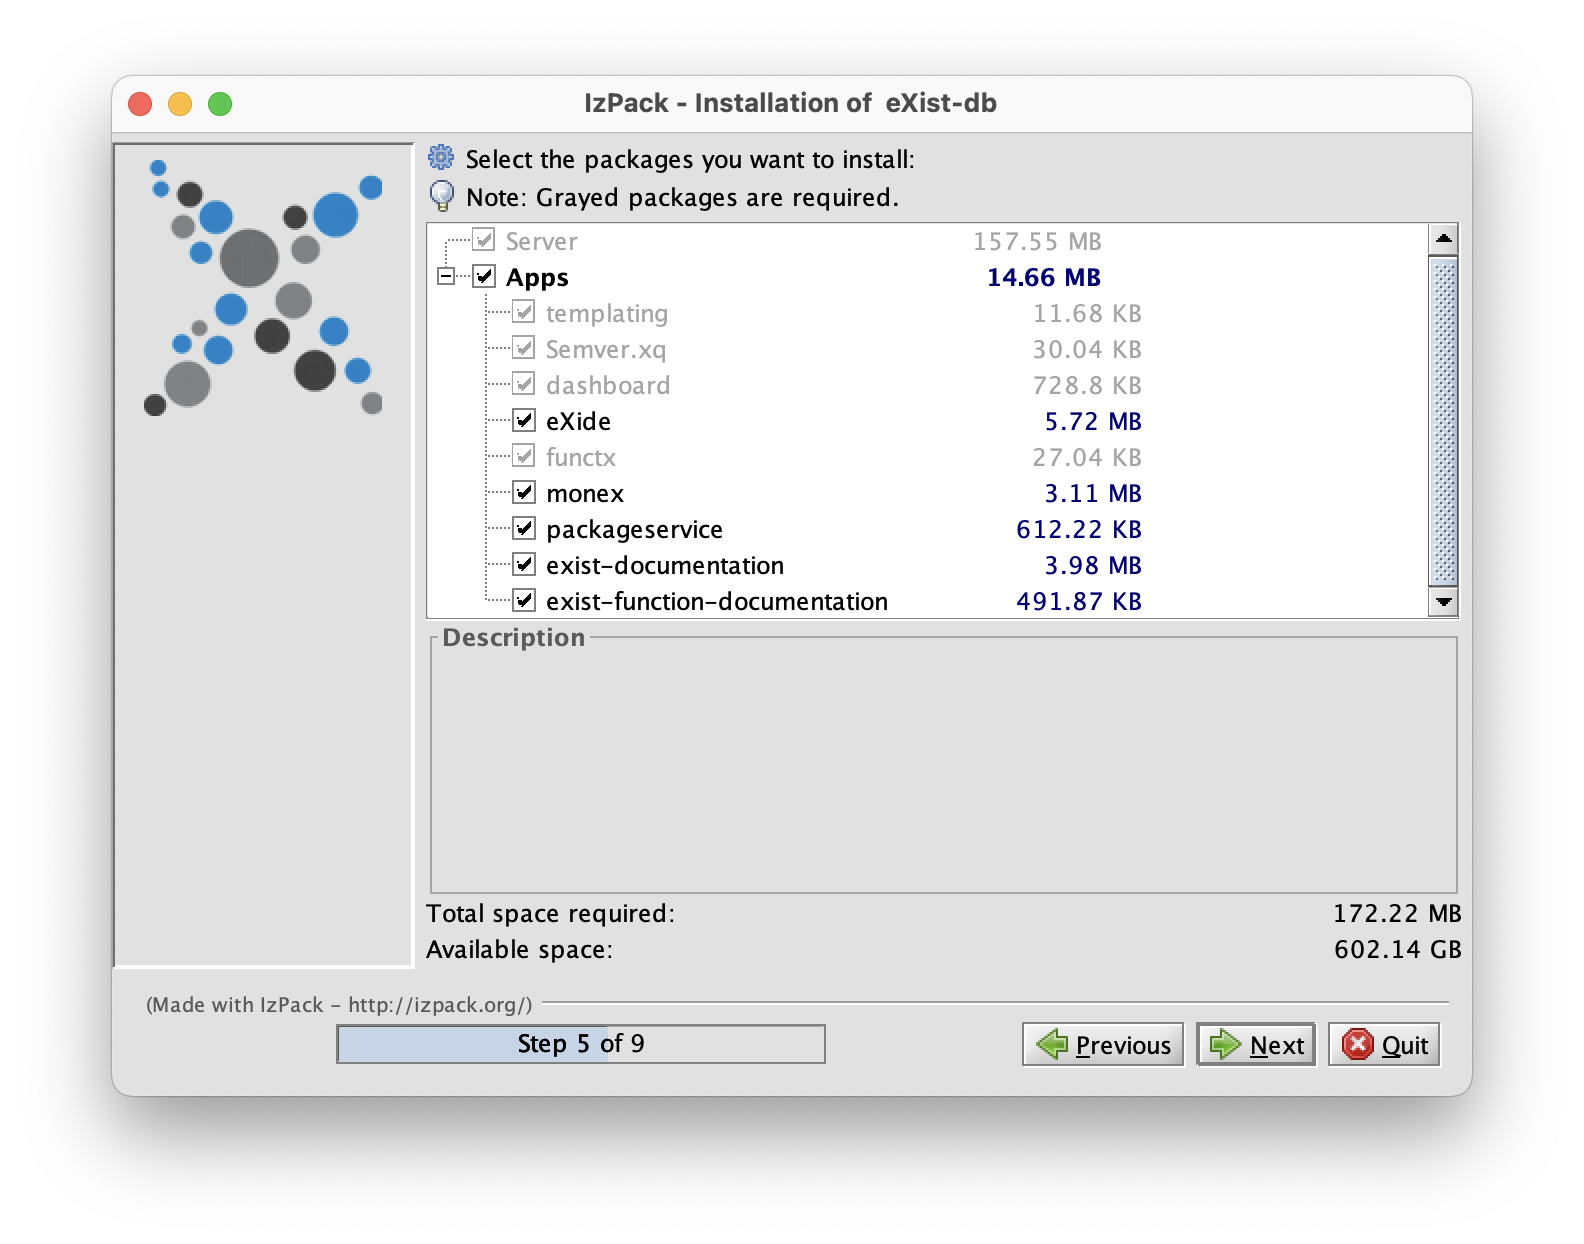 IzPack - Installation of eXist-db
Select the packages you want to install:
Note: Grayed packages are required.
Server 157.55 MB
Apps 14.66 MB
templating 11.68 KB
Semver.xq 30.04 KB
dashboard 728.8 KB
eXide 5.72 MB
functx 27.04 KB
monex 3.11 MB
packageservice 612.22 KB
exist-documentation 3.98 MB
exist-function-documentation 491.87 KB
Description
Total space required: 172.22 MB
Available space: 602.14 GB
(Made with IzPack - http://izpack.org/)
Step 5 of 9
Previous
Next
Quit